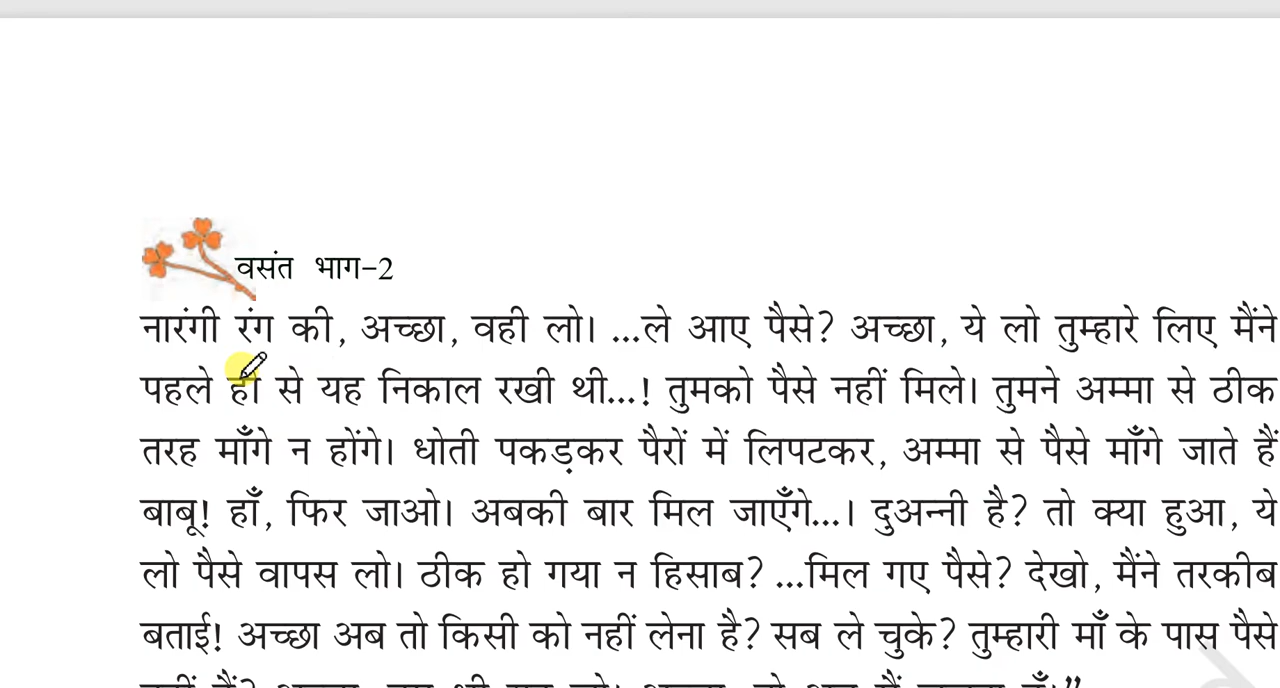 वसंत भाग-2
नारंगी रंग की, अच्छा, वही लो। ...ले आए पैसे? अच्छा, ये लो तुम्हारे लिए मैंने
पहले ही से यह निकाल रखी थी...! तुमको पैसे नहीं मिले। तुमने अम्मा से ठीक
तरह माँगे न होंगे। धोती पकड़कर पैरों में लिपटकर, अम्मा से पैसे माँगे जाते हैं
बाबू! हाँ, फिर जाओ। अबकी बार मिल जाएँगे...। दुअन्नी है? तो क्या हुआ, ये
लो पैसे वापस लो। ठीक हो गया न हिसाब? ...मिल गए पैसे? देखो, मैंने तरकीब
बताई! अच्छा अब तो किसी को नहीं लेना है? सब ले चुके? तुम्हारी माँ के पास पैसे